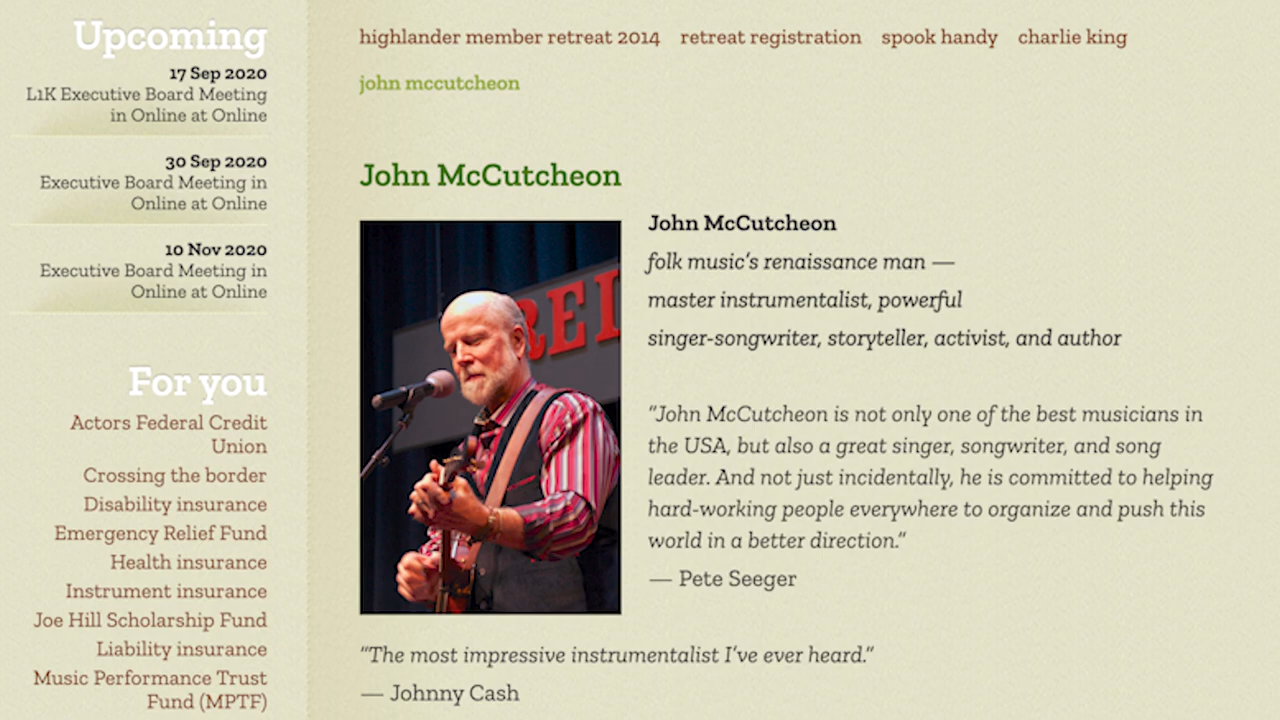 Upcoming
17 Sep 2020
L1K Executive Board Meeting
in Online at Online
30 Sep 2020
Executive Board Meeting in
Online at Online
10 Nov 2020
Executive Board Meeting in
Online at Online
For you
Actors Federal Credit
Union
Crossing the border
Disability insurance
Emergency Relief Fund
Health insurance
Instrument insurance
Joe Hill Scholarship Fund
Liability insurance
Music Performance Trust
Fund (MPTF)
highlander member retreat 2014 retreat registration spook handy charlie king
john mccutcheon
John McCutcheon
RED
John McCutcheon
folk music’s renaissance man —
master instrumentalist, powerful
singer-songwriter, storyteller, activist, and author
“John McCutcheon is not only one of the best musicians in
the USA, but also a great singer, songwriter, and song
leader. And not just incidentally, he is committed to helping
hard-working people everywhere to organize and push this
world in a better direction.”
— Pete Seeger
“The most impressive instrumentalist I’ve ever heard.”
— Johnny Cash